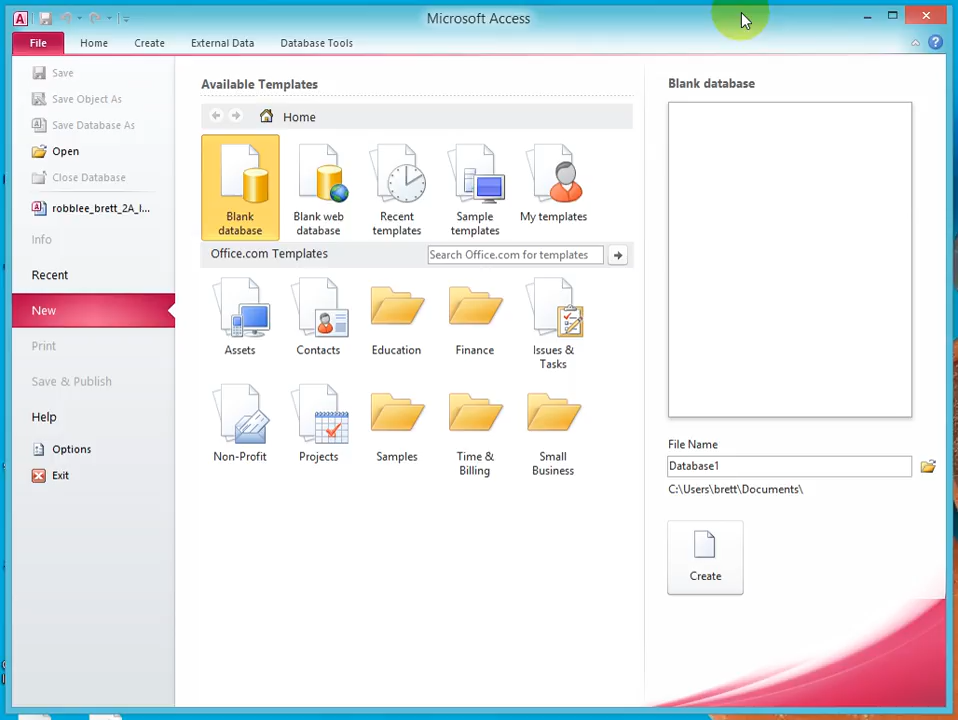 Microsoft Access
File Home Create External Data Database Tools
Save
Save Object As
Save Database As
Open
Close Database
robblee_brett_2A_I...
Info
Recent
New
Print
Save & Publish
Help
Options
Exit
Available Templates
Home
Blank
database
Blank web
database
Recent
templates
Sample
templates
My templates
Office.com Templates
Search Office.com for templates
Assets
Contacts
Education
Finance
Issues &
Tasks
Non-Profit
Projects
Samples
Time &
Billing
Small
Business
Blank database
File Name
Database1
C:\Users\brett\Documents\
Create